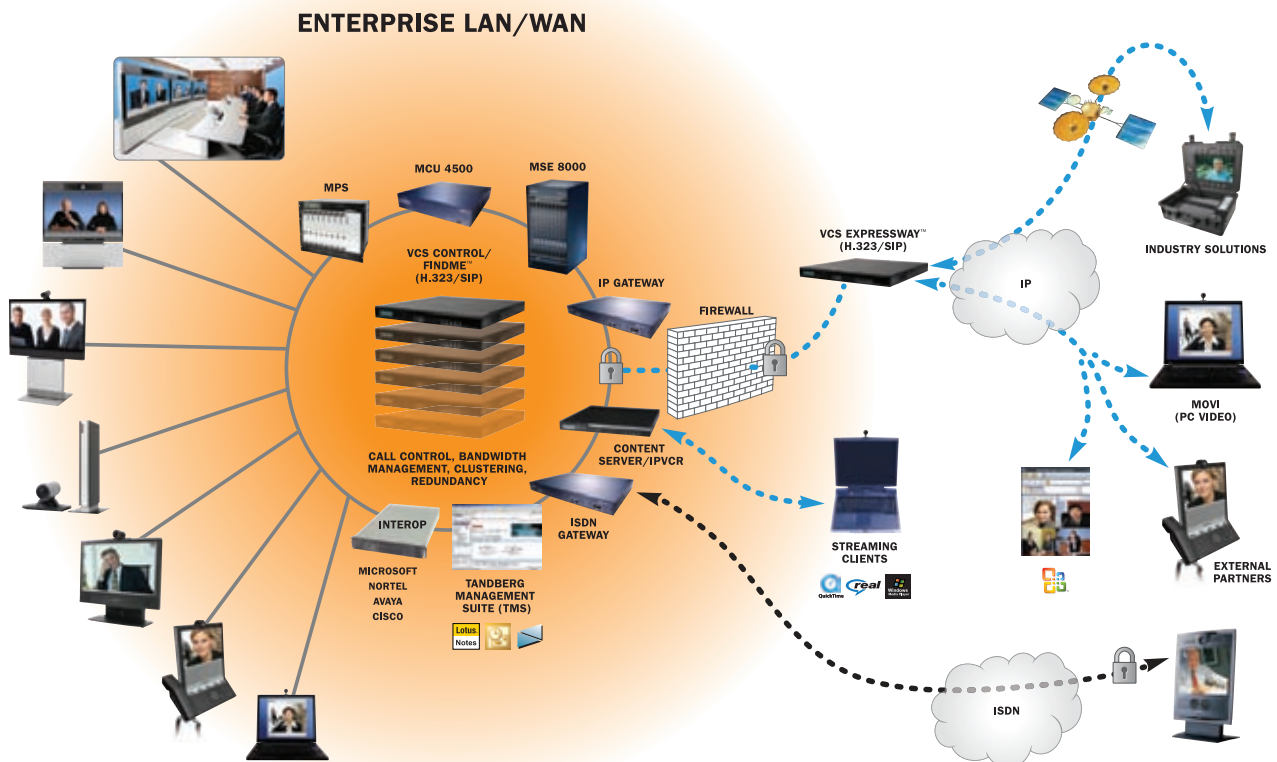 ENTERPRISE LAN/WAN
MCU 4500
MSE 8000
MPS
VCS CONTROL/
FINDME™
(H.323/SIP)
IP GATEWAY
FIREWALL
VCS EXPRESSWAY™
(H.323/SIP)
IP
INDUSTRY SOLUTIONS
MOVI
(PC VIDEO)
CONTENT
SERVER/IPVCR
CALL CONTROL, BANDWIDTH
MANAGEMENT, CLUSTERING,
REDUNDANCY
ISDN
GATEWAY
INTEROP
MICROSOFT
NORTEL
AVAYA
CISCO
TANDBERG
MANAGEMENT
SUITE (TMS)
Lotus
Notes
STREAMING
CLIENTS
QuickTime
real
Windows
Media Player
EXTERNAL
PARTNERS
ISDN